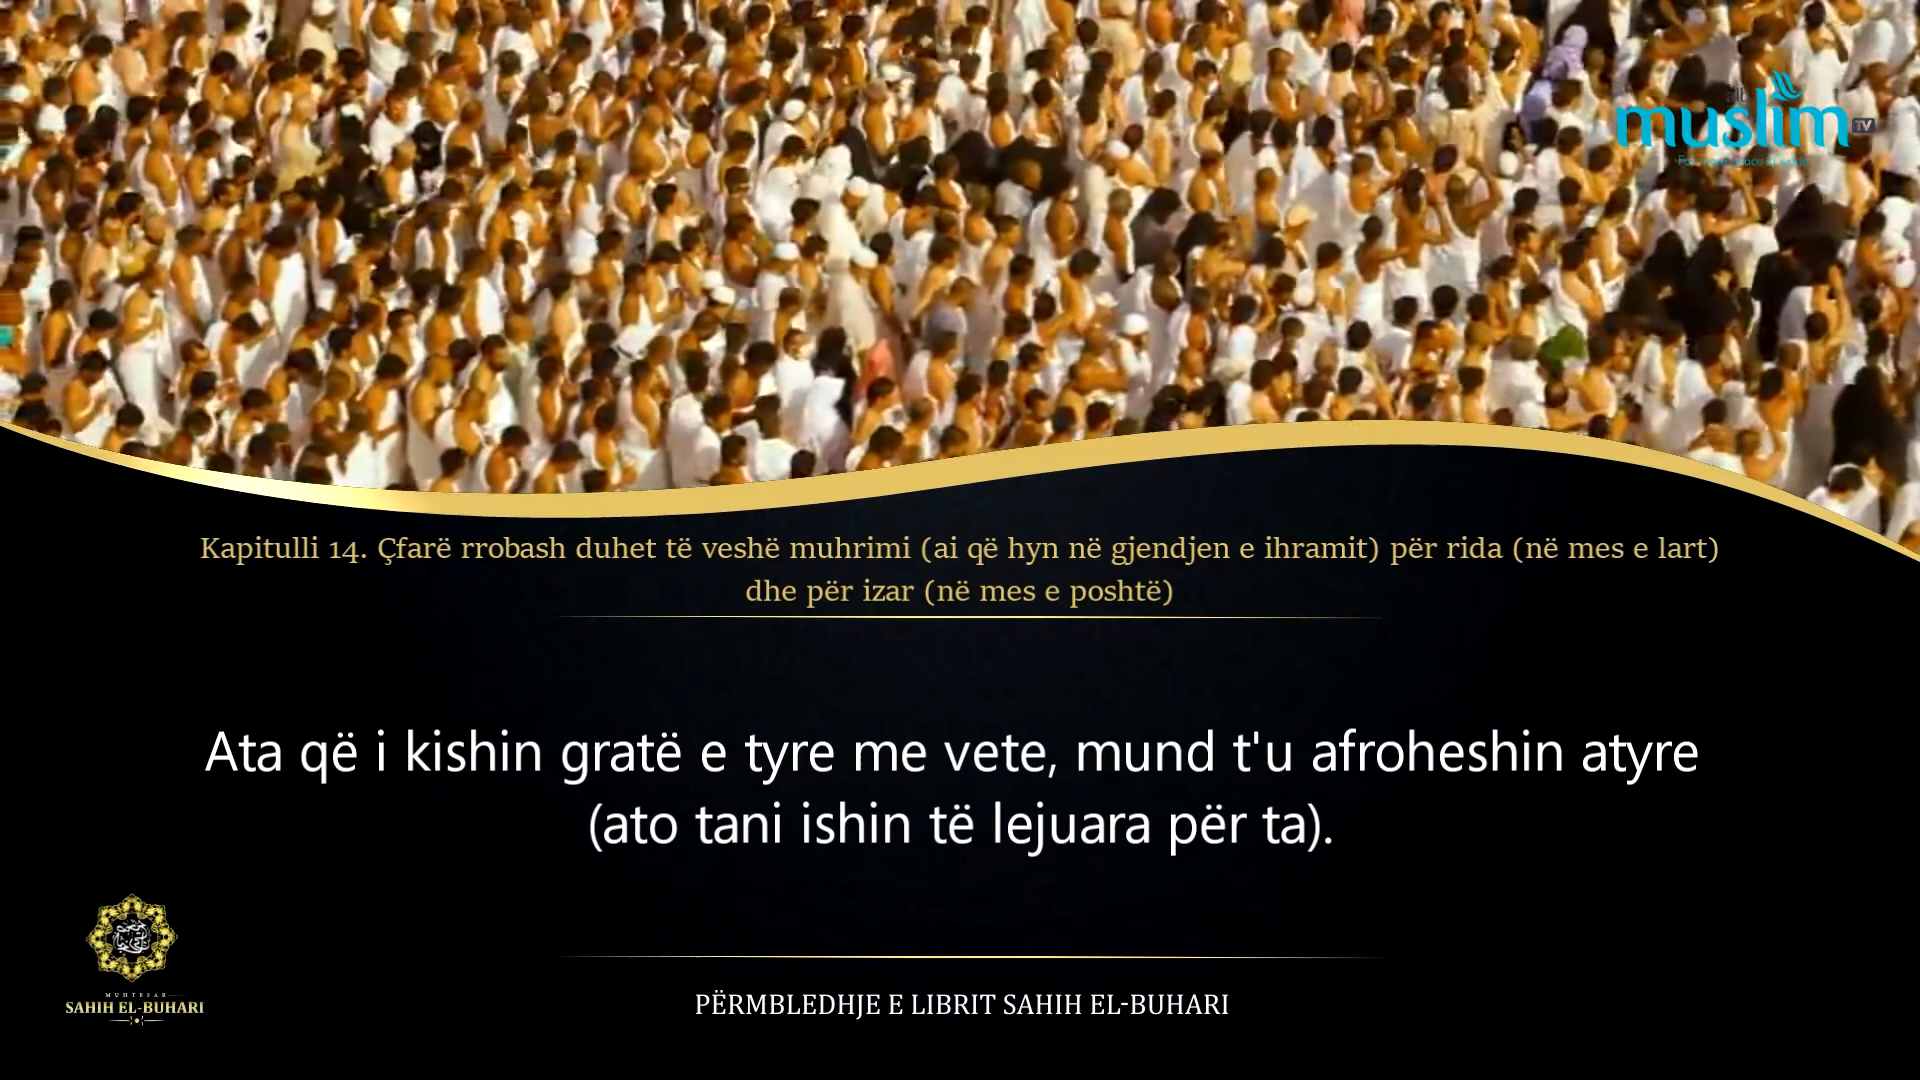 muslim
TV
Kapitulli 14. Çfarë rrobash duhet të veshë muhrimi (ai që hyn në gjendjen e ihramit) për rida (në mes e lart)
dhe për izar (në mes e poshtë)
Ata që i kishin gratë e tyre me vete, mund t'u afroheshin atyre
(ato tani ishin të lejuara për ta).
MUHTESAR
SAHIH EL-BUHARI
PËRMBLEDHJE E LIBRIT SAHIH EL-BUHARI